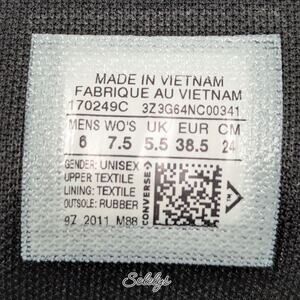 MADE IN VIETNAM
FABRIQUE AU VIETNAM
170249C 3Z3G64NC00341
MENS WO'S UK EUR CM
6 7.5 5.5 38.5 24
GENDER: UNISEX
UPPER TEXTILE
LINING: TEXTILE
OUTSOLE: RUBBER
CONVERSE
97 2011 M88